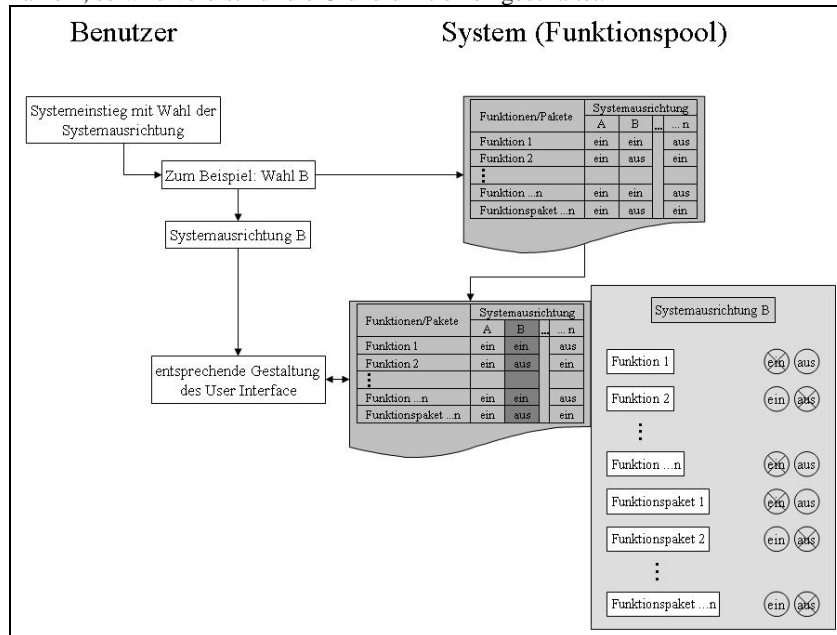 Benutzer
System (Funktionspool)
Systemeinstieg mit Wahl der
Systemausrichtung
Zum Beispiel: Wahl B
Systemausrichtung B
entsprechende Gestaltung
des User Interface
Funktionen/Pakete Systemausrichtung
A B ... ... n
Funktion 1 ein ein aus
Funktion 2 ein aus ein
⋮
Funktion ...n ein ein aus
Funktionspaket ...n ein aus ein
Funktionen/Pakete Systemausrichtung
A B ... ... n
Funktion 1 ein ein aus
Funktion 2 ein aus ein
⋮
Funktion ...n ein ein aus
Funktionspaket ...n ein aus ein
Systemausrichtung B
Funktion 1 ein aus
Funktion 2 ein aus
⋮
Funktion ...n ein aus
Funktionspaket 1 ein aus
Funktionspaket 2 ein aus
⋮
Funktionspaket ...n ein aus